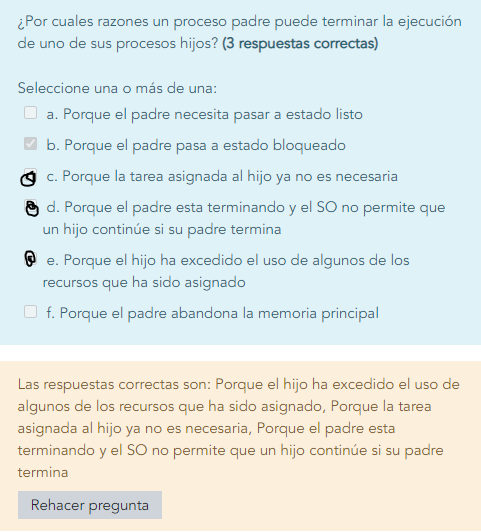 ¿Por cuales razones un proceso padre puede terminar la ejecución
de uno de sus procesos hijos? (3 respuestas correctas)
Seleccione una o más de una:
a. Porque el padre necesita pasar a estado listo
b. Porque el padre pasa a estado bloqueado
c. Porque la tarea asignada al hijo ya no es necesaria
d. Porque el padre esta terminando y el SO no permite que
un hijo continúe si su padre termina
e. Porque el hijo ha excedido el uso de algunos de los
recursos que ha sido asignado
f. Porque el padre abandona la memoria principal
Las respuestas correctas son: Porque el hijo ha excedido el uso de
algunos de los recursos que ha sido asignado, Porque la tarea
asignada al hijo ya no es necesaria, Porque el padre esta
terminando y el SO no permite que un hijo continúe si su padre
termina
Rehacer pregunta